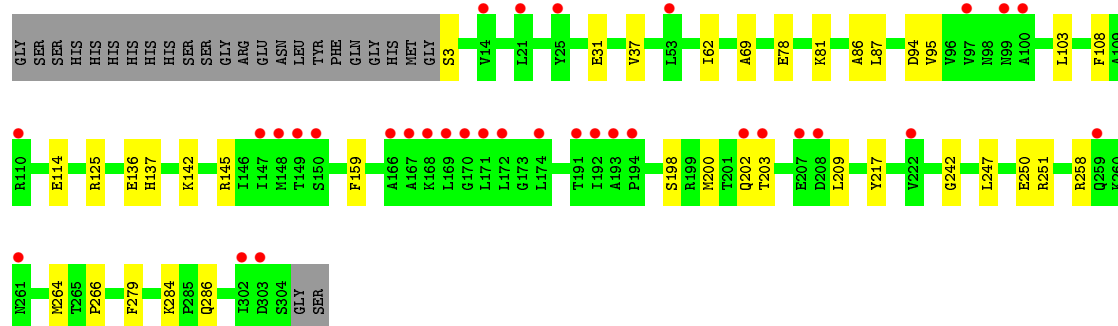 GLY SER SER HIS HIS HIS HIS HIS HIS HIS SER SER GLY ARG GLU ASN LEU TYR PHE GLN GLY HIS MET GLY S3 V14 L21 Y25 E31 V37 L53 I62 A69 E78 K81 A86 L87 D94 V95 V96 V97 N98 N99 A100 L103 F108 A109
R110 E114 R125 E136 H137 K142 R145 I146 I147 M148 T149 S150 F159 A166 A167 K168 L169 G170 L171 L172 G173 L174 T191 I192 A193 P194 S198 R199 M200 T201 Q202 T203 E207 D208 L209 Y217 V222 G242 L247 E250 R251 R258 Q259 K260
N261 M264 T265 P266 F279 K284 P285 Q286 I302 D303 S304 GLY SER